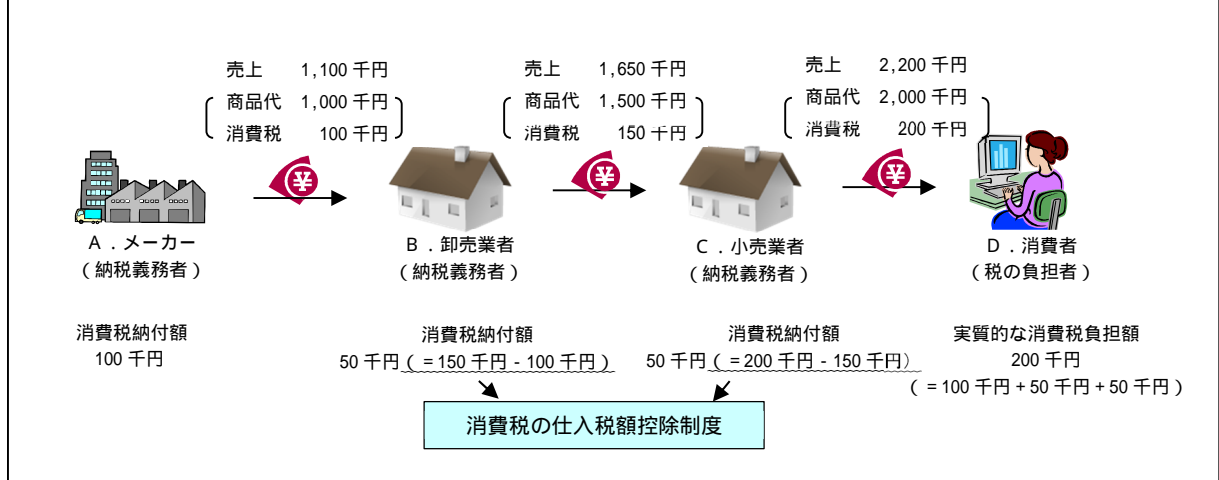 売上 1,100 千円
商品代 1,000 千円
消費税 100 千円
売上 1,650 千円
商品代 1,500 千円
消費税 150 千円
売上 2,200 千円
商品代 2,000 千円
消費税 200 千円
¥
¥
¥
A．メーカー
（納税義務者）
B．卸売業者
（納税義務者）
C．小売業者
（納税義務者）
D．消費者
（税の負担者）
消費税納付額
100 千円
消費税納付額
50 千円（＝150 千円 - 100 千円）
消費税納付額
50 千円（＝200 千円 - 150 千円）
実質的な消費税負担額
200 千円
（＝100 千円＋50 千円＋50 千円）
消費税の仕入税額控除制度